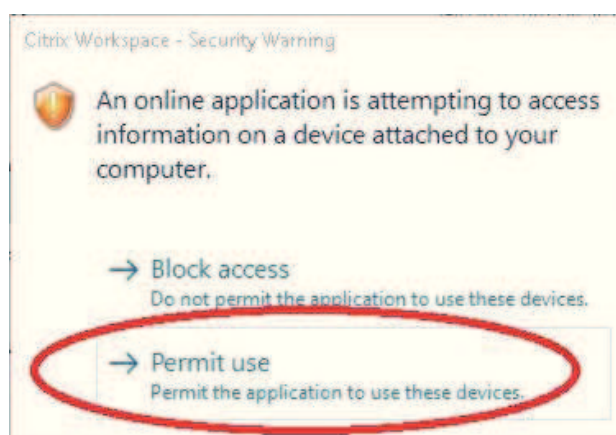 Citrix Workspace - Security Warning
An online application is attempting to access
information on a device attached to your
computer.
→ Block access
Do not permit the application to use these devices.
→ Permit use
Permit the application to use these devices.